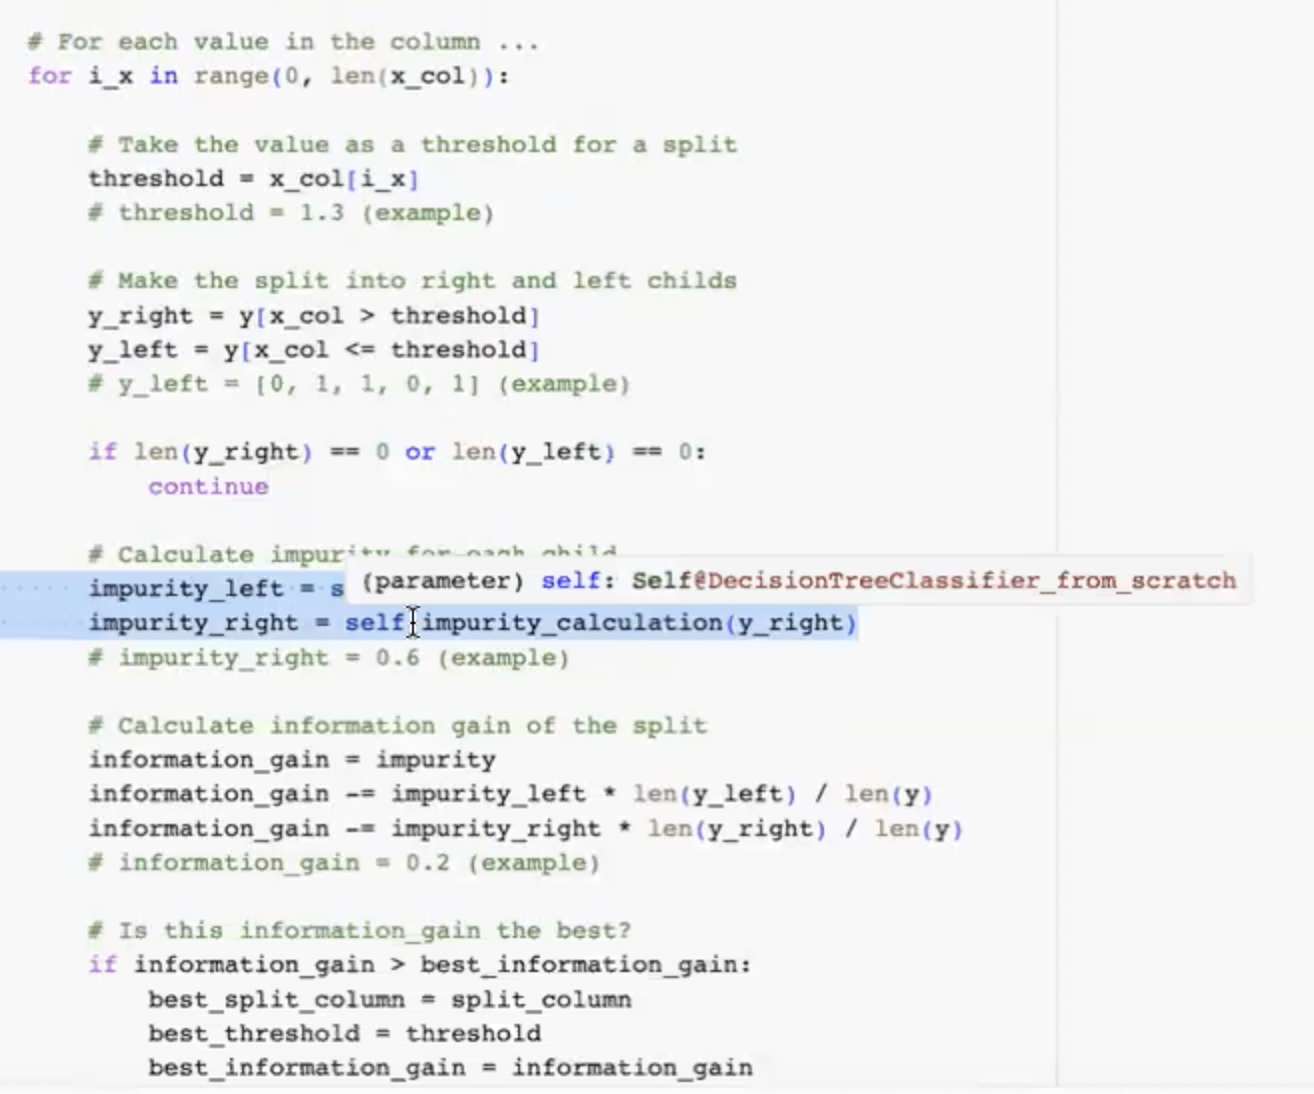 # For each value in the column ...
for i_x in range(0, len(x_col)):
# Take the value as a threshold for a split
threshold = x_col[i_x]
# threshold = 1.3 (example)
# Make the split into right and left childs
y_right = y[x_col > threshold]
y_left = y[x_col <= threshold]
# y_left = [0, 1, 1, 0, 1] (example)
if len(y_right) == 0 or len(y_left) == 0:
continue
# Calculate impurity for each child
impurity_left = s
(parameter) self: Self@DecisionTreeClassifier_from_scratch
impurity_right = self.impurity_calculation(y_right)
# impurity_right = 0.6 (example)
# Calculate information gain of the split
information_gain = impurity
information_gain -= impurity_left * len(y_left) / len(y)
information_gain -= impurity_right * len(y_right) / len(y)
# information_gain = 0.2 (example)
# Is this information_gain the best?
if information_gain > best_information_gain:
best_split_column = split_column
best_threshold = threshold
best_information_gain = information_gain